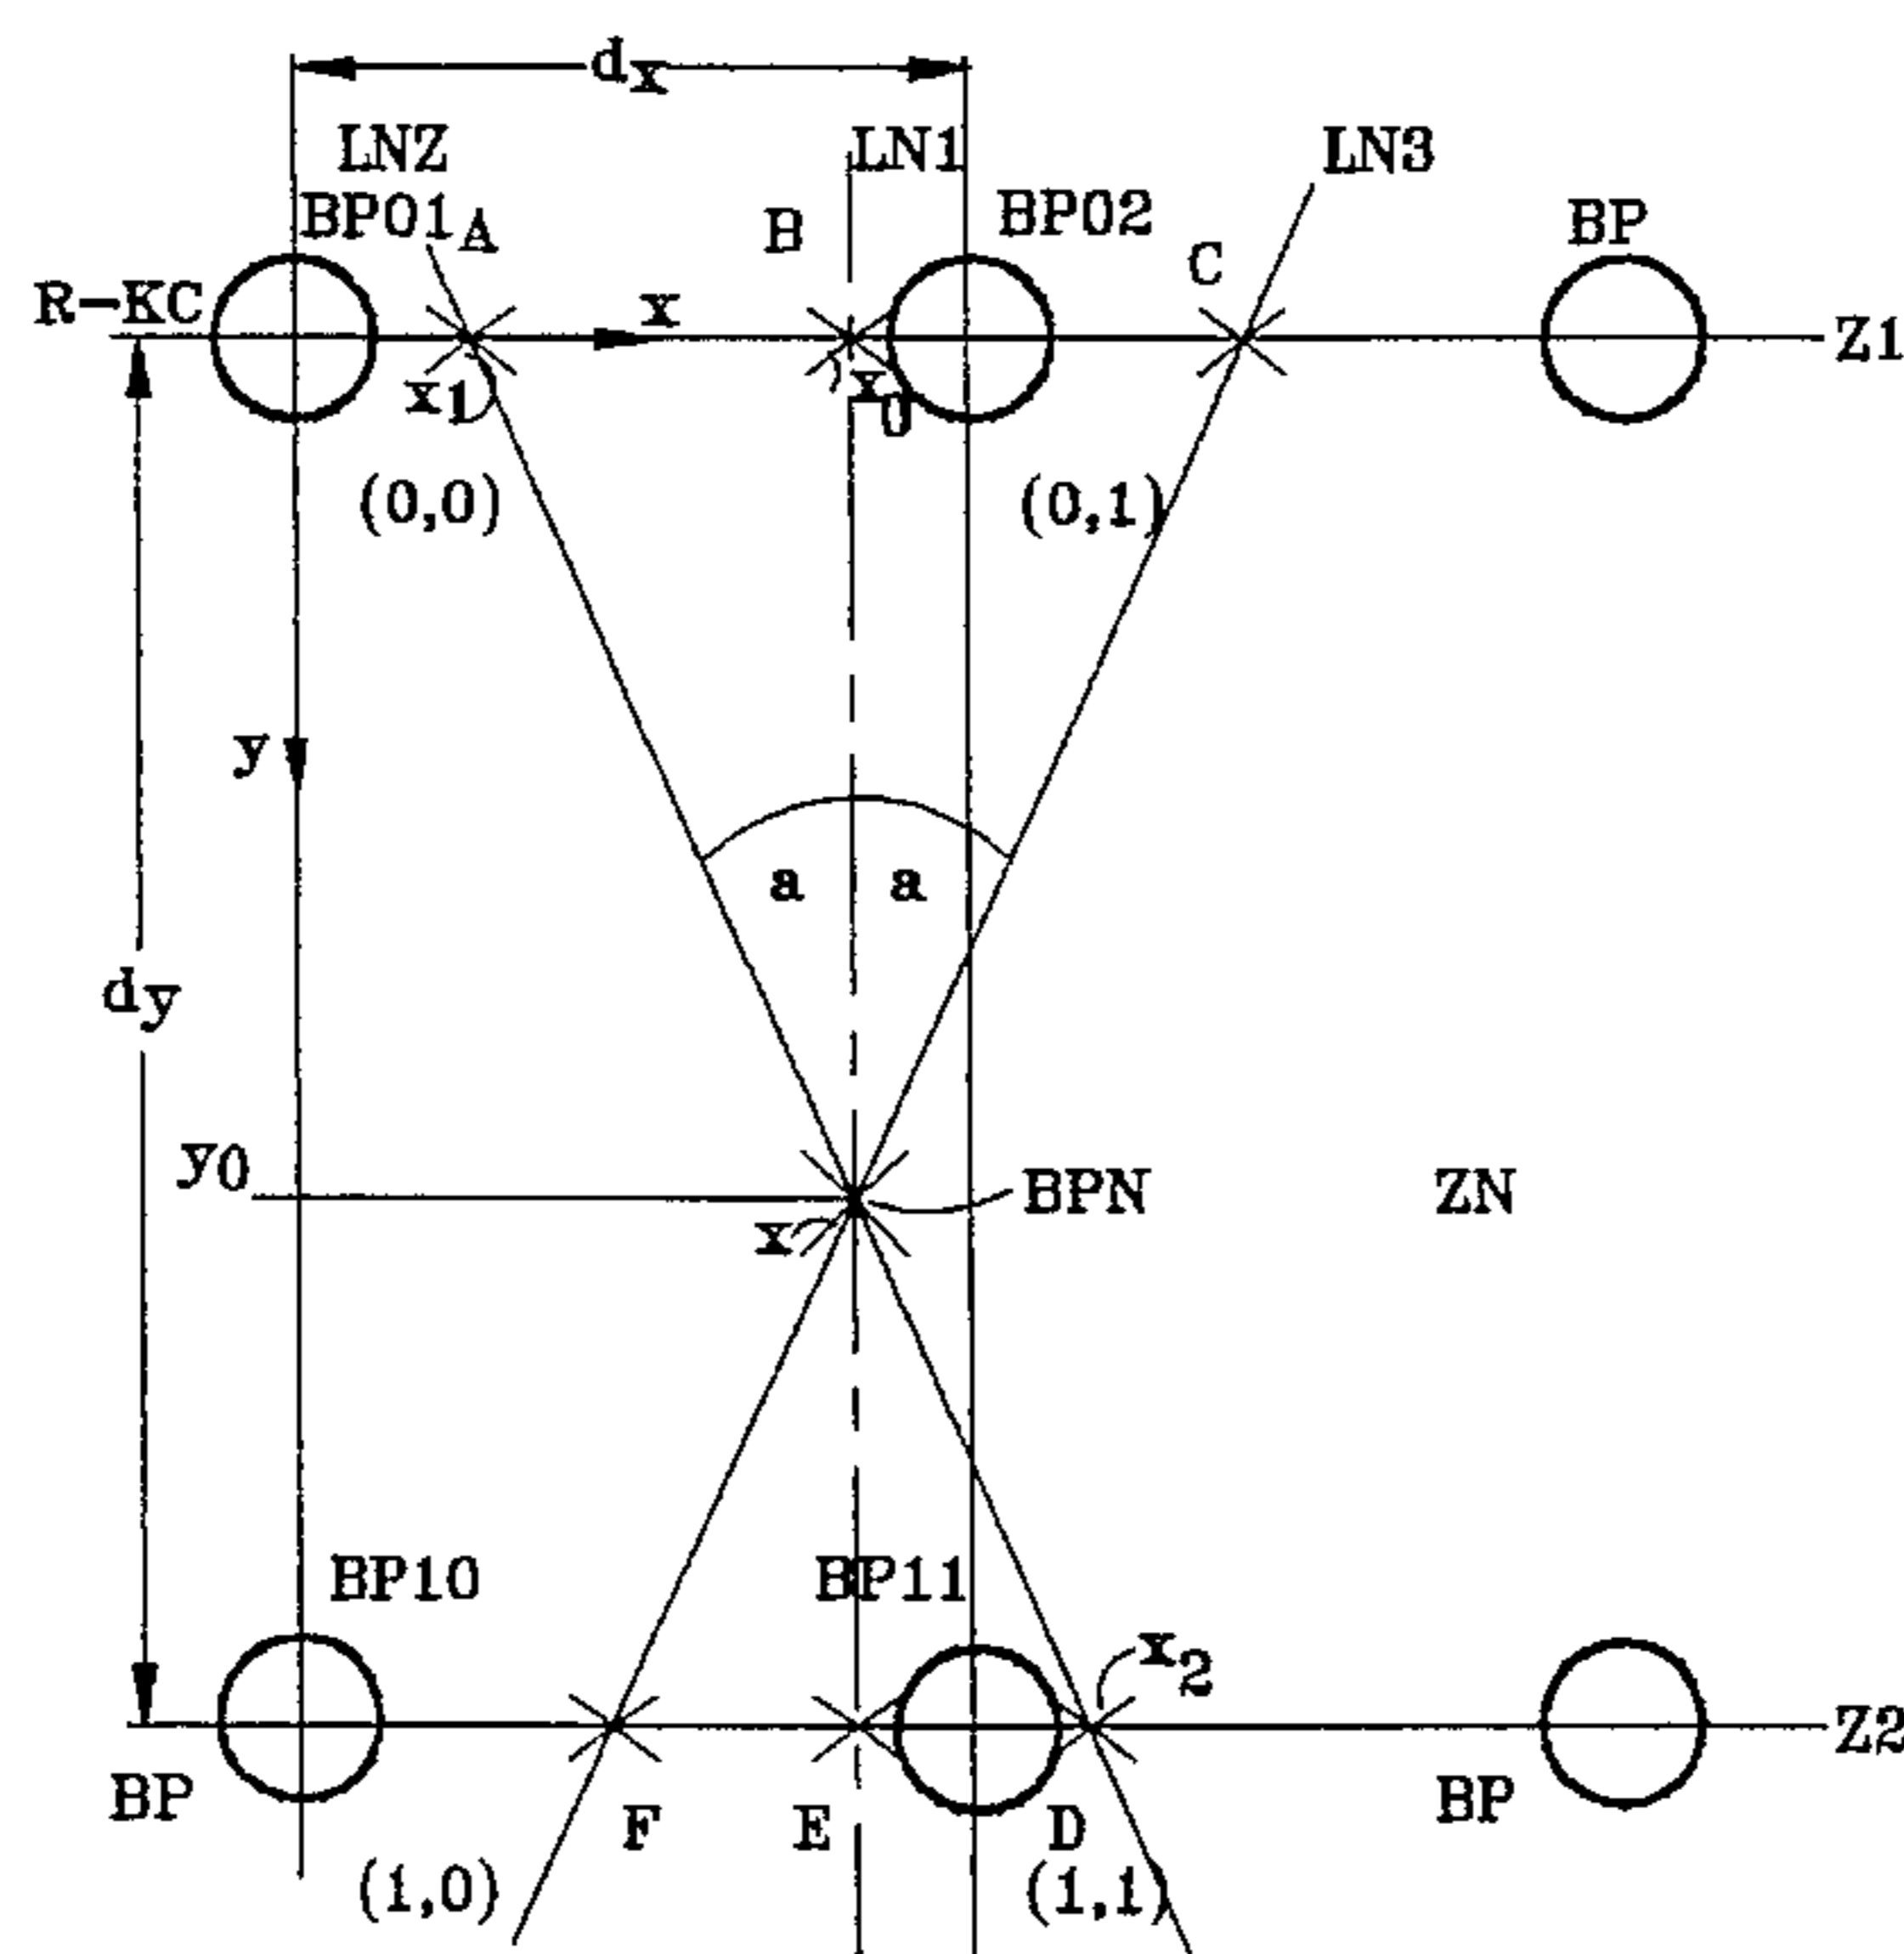 dx
LNZ
LN1
LN3
BP01
A
B
BP02
C
BP
R-KC
x
Z1
x1
x0
(0,0)
(0,1)
y
a
a
dy
y0
BPN
ZN
x
BP10
BP11
x2
Z2
BP
F
E
D
BP
(1,0)
(1,1)